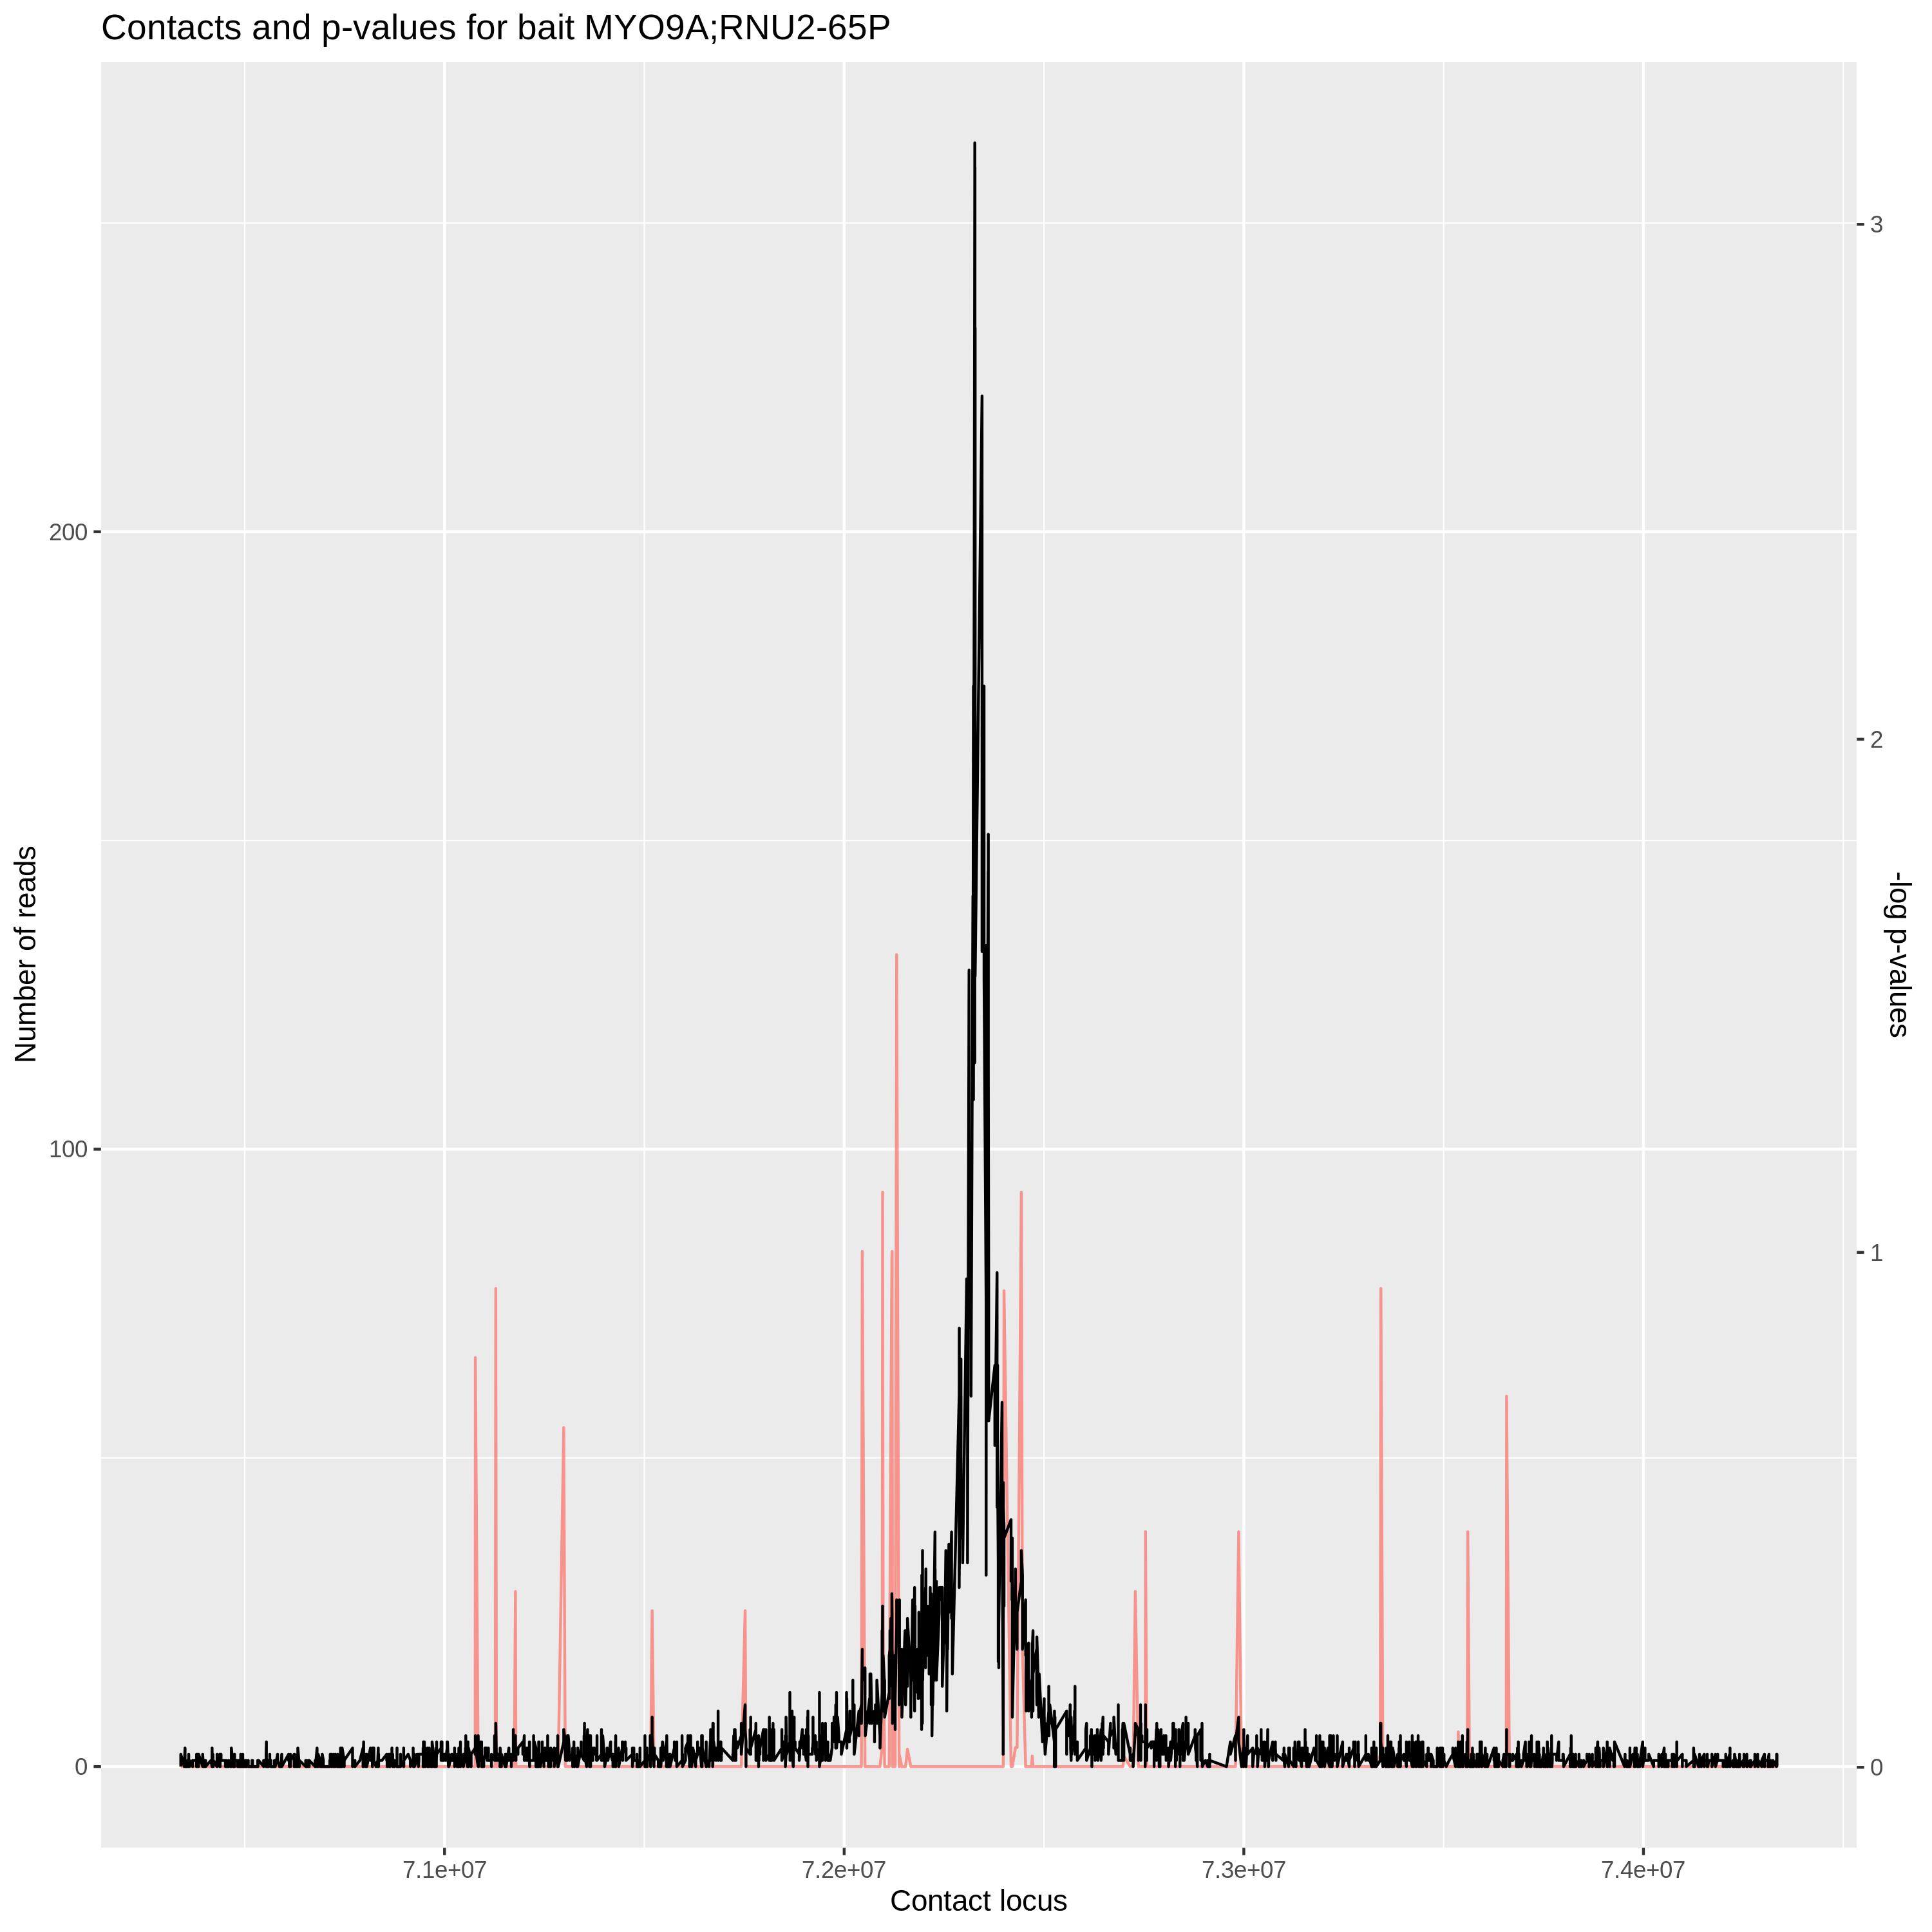 Contacts and p-values for bait MYO9A;RNU2-65P
3
200
2
Number of reads
-log p-values
100
1
0
0
7.1e+07
7.2e+07
7.3e+07
7.4e+07
Contact locus